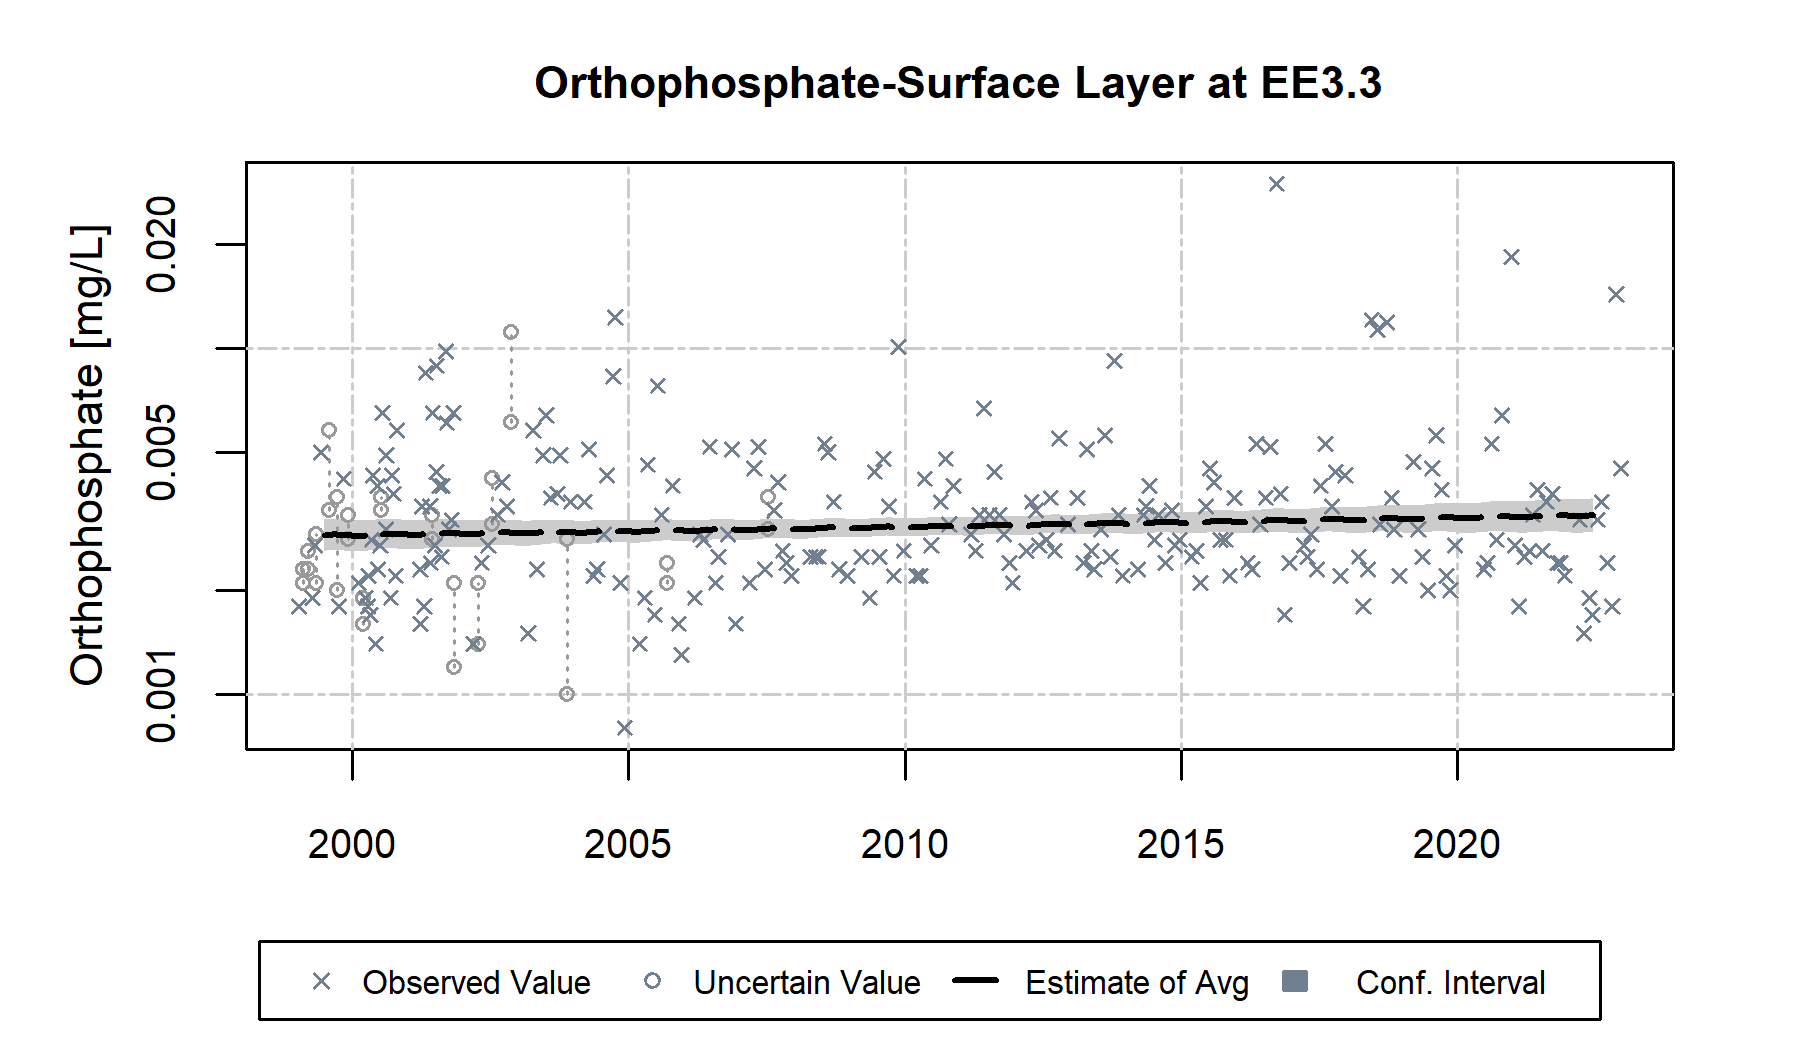 Orthophosphate-Surface Layer at EE3.3
Orthophosphate [mg/L]
0.020
0.005
0.001
2000 2005 2010 2015 2020
Observed Value Uncertain Value Estimate of Avg Conf. Interval